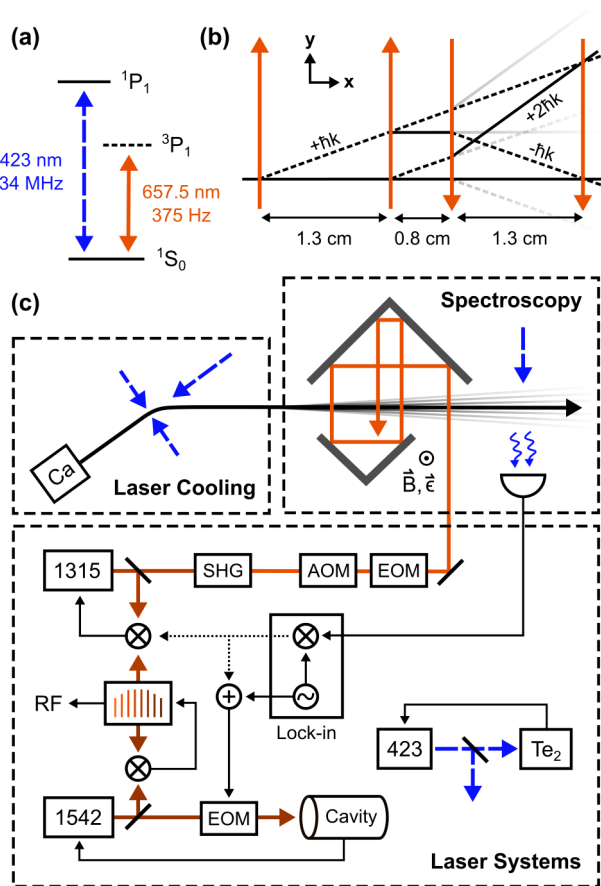 (a)
¹P₁
³P₁
423 nm
34 MHz
657.5 nm
375 Hz
¹S₀
(b)
y
x
+ħk
+2ħk
-ħk
1.3 cm
0.8 cm
1.3 cm
(c)
Spectroscopy
Ca
Laser Cooling
B⃗, ϵ⃗
1315
SHG
AOM
EOM
RF
Lock-in
423
Te₂
1542
EOM
Cavity
Laser Systems